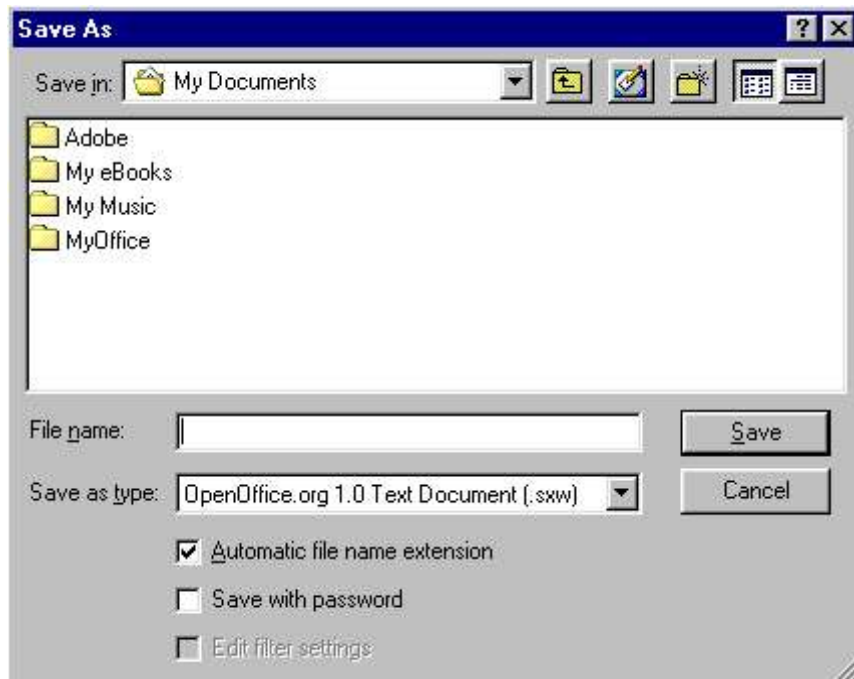 Save As
Save in: My Documents
Adobe
My eBooks
My Music
MyOffice
File name:
Save
Save as type: OpenOffice.org 1.0 Text Document (.sxw)
Cancel
Automatic file name extension
Save with password
Edit filter settings